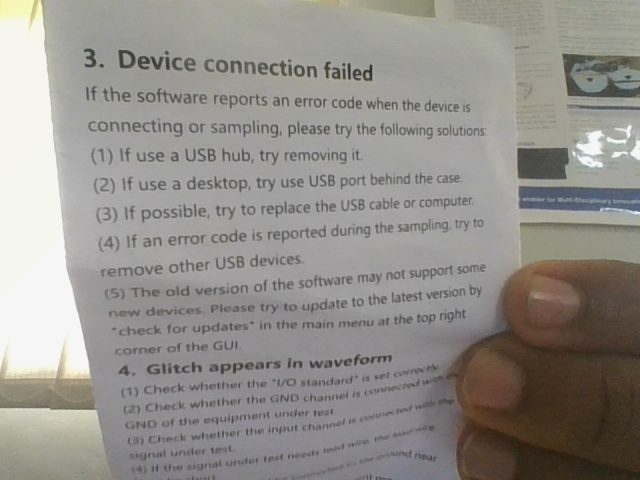 3. Device connection failed
If the software reports an error code when the device is
connecting or sampling, please try the following solutions:
(1) If use a USB hub, try removing it.
(2) If use a desktop, try use USB port behind the case.
(3) If possible, try to replace the USB cable or computer.
(4) If an error code is reported during the sampling, try to
remove other USB devices.
(5) The old version of the software may not support some
new devices. Please try to update to the latest version by
"check for updates" in the main menu at the top right
corner of the GUI.
4. Glitch appears in waveform
(1) Check whether the "I/O standard" is set correctly
(2) Check whether the GND channel is connected with the
GND of the equipment under test.
(3) Check whether the input channel is connected with the
signal under test.
(4) If the signal under test needs lead wire, the lead wire
short
connected to the ground near
enabler for Multi-Disciplinary